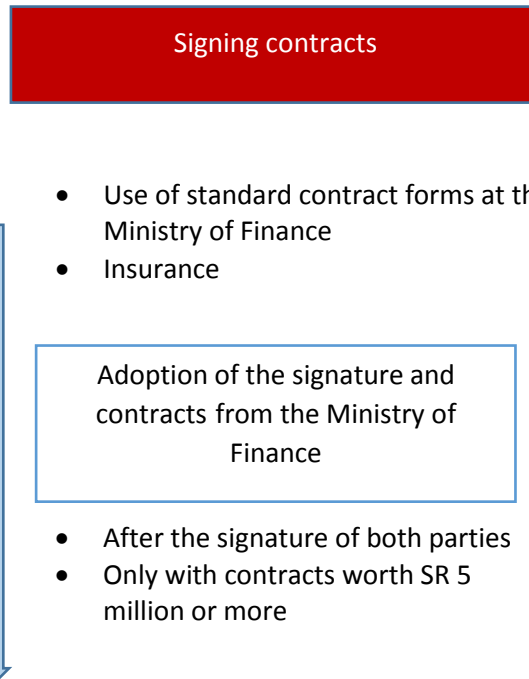 Signing contracts
• Use of standard contract forms at
Ministry of Finance
• Insurance
Adoption of the signature and
contracts from the Ministry of
Finance
• After the signature of both parties
• Only with contracts worth SR 5
million or more